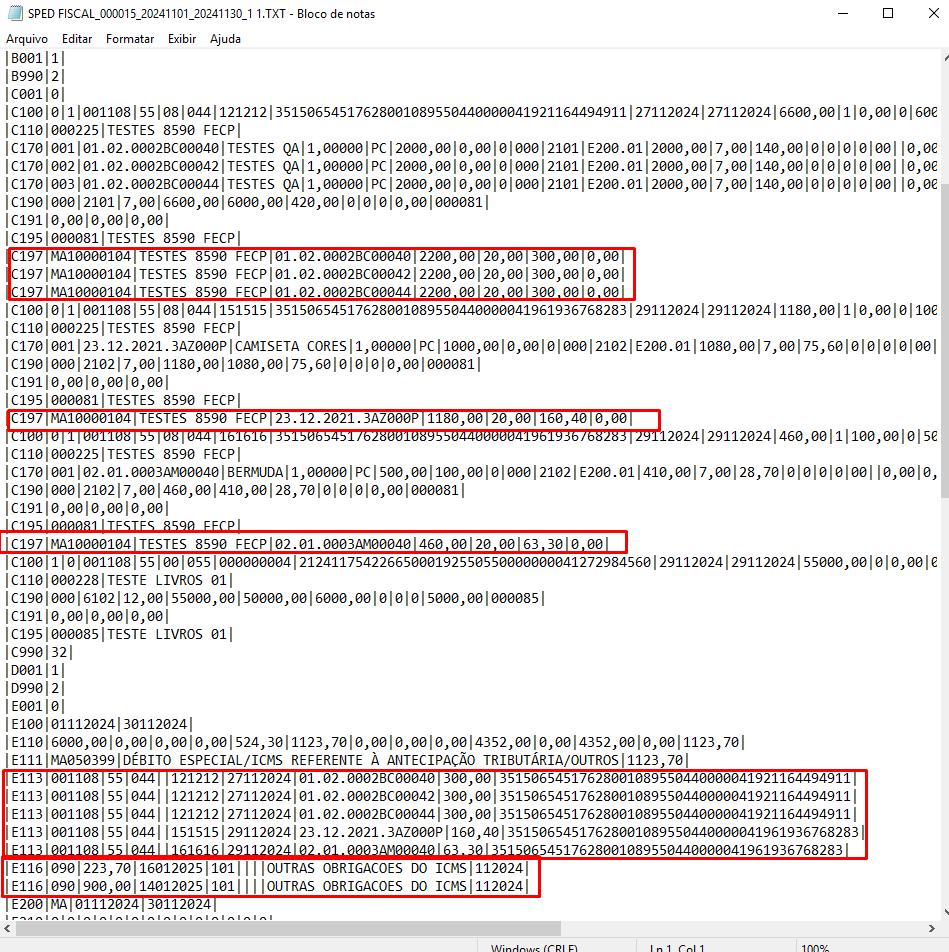 SPED FISCAL_000015_20241101_20241130_1 1.TXT - Bloco de notas
Arquivo Editar Formatar Exibir Ajuda
|B001|1|
|B990|2|
|C001|0|
|C100|0|1|001108|55|08|044|121212|35150654517628001089550440000041921164494911|27112024|27112024|6600,00|1|0,00|0|600
|C110|000225|TESTES 8590 FECP|
|C170|001|01.02.0002BC00040|TESTES QA|1,00000|PC|2000,00|0,00|0|000|2101|E200.01|2000,00|7,00|140,00|0|0|0|0|0||0,00
|C170|002|01.02.0002BC00042|TESTES QA|1,00000|PC|2000,00|0,00|0|000|2101|E200.01|2000,00|7,00|140,00|0|0|0|0|0||0,00
|C170|003|01.02.0002BC00044|TESTES QA|1,00000|PC|2000,00|0,00|0|000|2101|E200.01|2000,00|7,00|140,00|0|0|0|0|0||0,00
|C190|000|2101|7,00|6600,00|6000,00|420,00|0|0|0|0,00|000081|
|C191|0,00|0,00|0,00|
|C195|000081|TESTES 8590 FECP|
|C197|MA10000104|TESTES 8590 FECP|01.02.0002BC00040|2200,00|20,00|300,00|0,00|
|C197|MA10000104|TESTES 8590 FECP|01.02.0002BC00042|2200,00|20,00|300,00|0,00|
|C197|MA10000104|TESTES 8590 FECP|01.02.0002BC00044|2200,00|20,00|300,00|0,00|
|C100|0|1|001108|55|08|044|151515|35150654517628001089550440000041961936768283|29112024|29112024|1180,00|1|0,00|0|100
|C110|000225|TESTES 8590 FECP|
|C170|001|23.12.2021.3AZ000P|CAMISETA CORES|1,00000|PC|1000,00|0,00|0|000|2102|E200.01|1080,00|7,00|75,60|0|0|0|0|00|
|C190|000|2102|7,00|1180,00|1080,00|75,60|0|0|0|0,00|000081|
|C191|0,00|0,00|0,00|
|C195|000081|TESTES 8590 FECP|
|C197|MA10000104|TESTES 8590 FECP|23.12.2021.3AZ000P|1180,00|20,00|160,40|0,00|
|C100|0|1|001108|55|08|044|161616|35150654517628001089550440000041961936768283|29112024|29112024|460,00|1|100,00|0|50
|C110|000225|TESTES 8590 FECP|
|C170|001|02.01.0003AM00040|BERMUDA|1,00000|PC|500,00|100,00|0|000|2102|E200.01|410,00|7,00|28,70|0|0|0|0|0||0,00|0,
|C190|000|2102|7,00|460,00|410,00|28,70|0|0|0|0,00|000081|
|C191|0,00|0,00|0,00|
|C195|000081|TESTES 8590 FECP|
|C197|MA10000104|TESTES 8590 FECP|02.01.0003AM00040|460,00|20,00|63,30|0,00|
|C100|1|0|001108|55|00|055|000000004|21241175422665000192550550000000041272984560|29112024|29112024|55000,00|0|0,00|0
|C110|000228|TESTE LIVROS 01|
|C190|000|6102|12,00|55000,00|50000,00|6000,00|0|0|0|5000,00|000085|
|C191|0,00|0,00|0,00|
|C195|000085|TESTE LIVROS 01|
|C990|32|
|D001|1|
|D990|2|
|E001|0|
|E100|01112024|30112024|
|E110|6000,00|0,00|0,00|0,00|524,30|1123,70|0,00|0,00|0,00|4352,00|0,00|4352,00|0,00|1123,70|
|E111|MA050399|DÉBITO ESPECIAL/ICMS REFERENTE À ANTECIPAÇÃO TRIBUTÁRIA/OUTROS|1123,70|
|E113|001108|55|044||121212|27112024|01.02.0002BC00040|300,00|35150654517628001089550440000041921164494911|
|E113|001108|55|044||121212|27112024|01.02.0002BC00042|300,00|35150654517628001089550440000041921164494911|
|E113|001108|55|044||121212|27112024|01.02.0002BC00044|300,00|35150654517628001089550440000041921164494911|
|E113|001108|55|044||151515|29112024|23.12.2021.3AZ000P|160,40|35150654517628001089550440000041961936768283|
|E113|001108|55|044||161616|29112024|02.01.0003AM00040|63,30|35150654517628001089550440000041961936768283|
|E116|090|223,70|16012025|101||||OUTRAS OBRIGACOES DO ICMS|112024|
|E116|090|900,00|14012025|101||||OUTRAS OBRIGACOES DO ICMS|112024|
|E200|MA|01112024|30112024|
Windows (CRLF) Ln 1, Col 1 100%